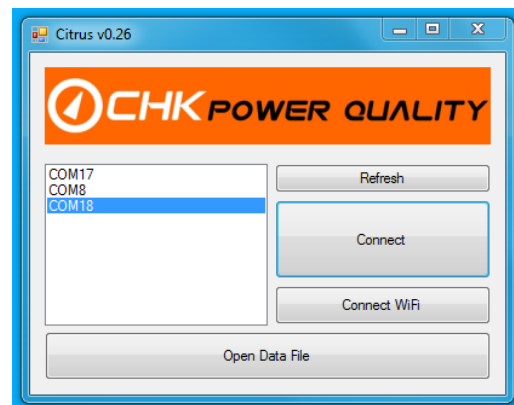 Citrus v0.26
CHK POWER QUALITY
COM17
COM8
COM18
Refresh
Connect
Connect WiFi
Open Data File